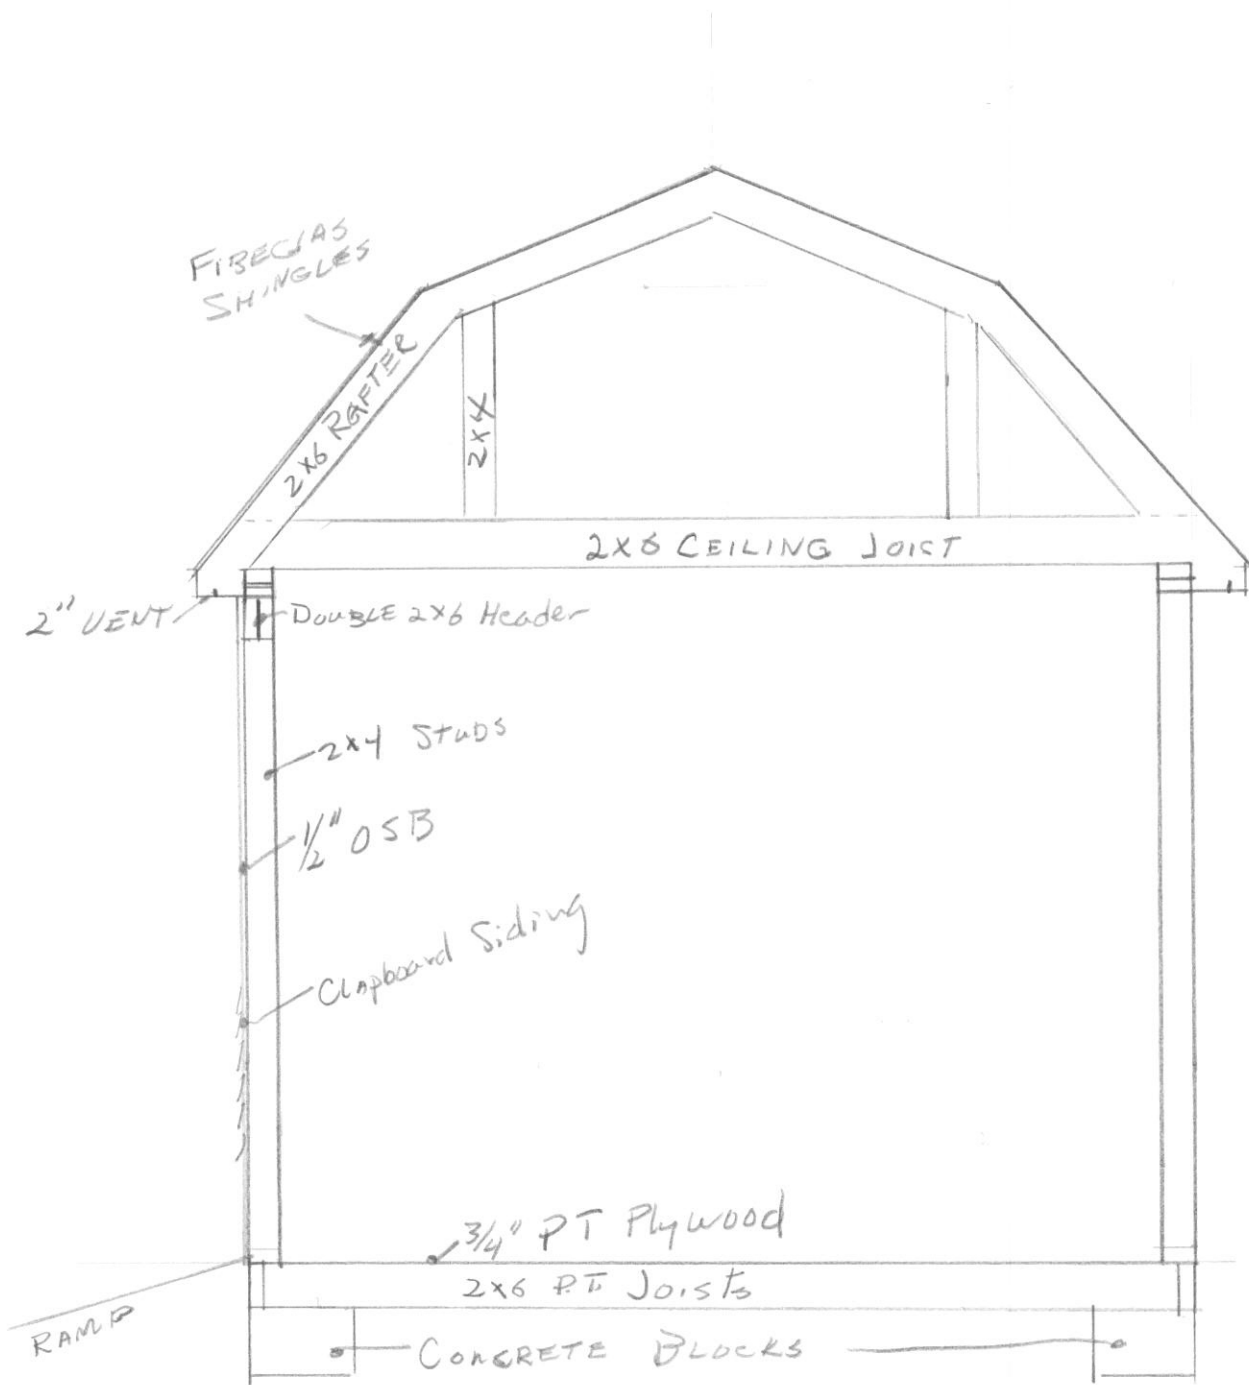 FIBEGLAS
SHINGLES
2x6 RAFTER
2x4
2x6 CEILING JOIST
2" VENT
DOUBLE 2x6 Header
2x4 STUDS
1/2" OSB
Clapboard Siding
3/4" PT Plywood
2x6 P.T. Joists
RAMP
CONCRETE BLOCKS